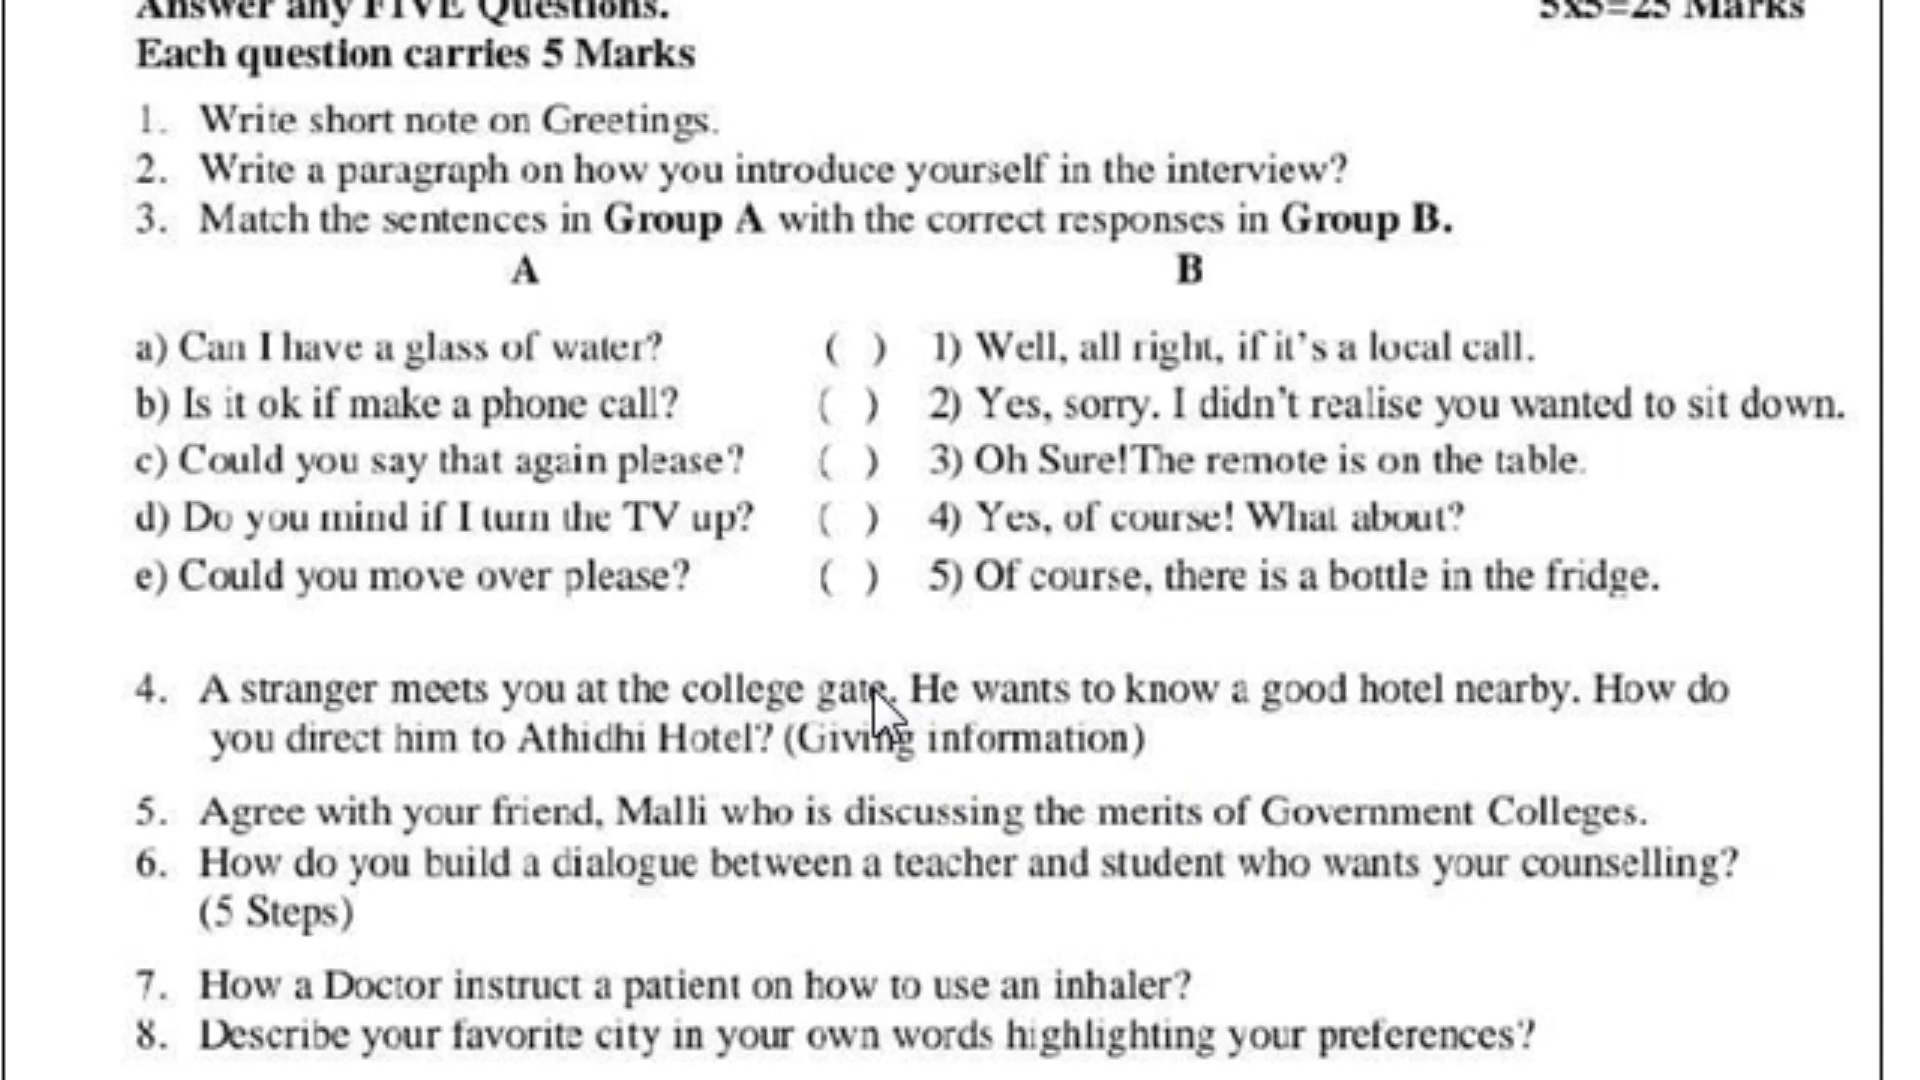 Answer any FIVE Questions. 5x5=25 Marks
Each question carries 5 Marks
1. Write short note on Greetings.
2. Write a paragraph on how you introduce yourself in the interview?
3. Match the sentences in Group A with the correct responses in Group B.
A B
a) Can I have a glass of water? ( ) 1) Well, all right, if it's a local call.
b) Is it ok if make a phone call? ( ) 2) Yes, sorry. I didn't realise you wanted to sit down.
c) Could you say that again please? ( ) 3) Oh Sure!The remote is on the table.
d) Do you mind if I turn the TV up? ( ) 4) Yes, of course! What about?
e) Could you move over please? ( ) 5) Of course, there is a bottle in the fridge.
4. A stranger meets you at the college gate. He wants to know a good hotel nearby. How do
you direct him to Athidhi Hotel? (Giving information)
5. Agree with your friend, Malli who is discussing the merits of Government Colleges.
6. How do you build a dialogue between a teacher and student who wants your counselling?
(5 Steps)
7. How a Doctor instruct a patient on how to use an inhaler?
8. Describe your favorite city in your own words highlighting your preferences?